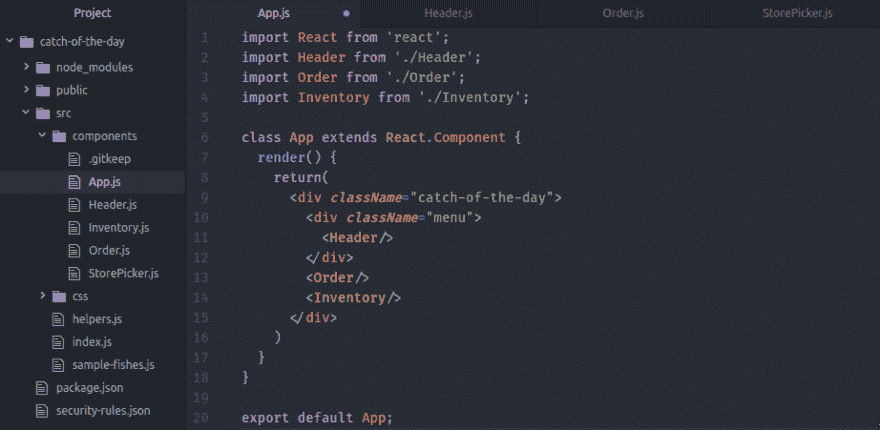 Project
catch-of-the-day
node_modules
public
src
components
.gitkeep
App.js
Header.js
Inventory.js
Order.js
StorePicker.js
css
helpers.js
index.js
sample-fishes.js
package.json
security-rules.json
App.js Header.js Order.js StorePicker.js
1 import React from 'react';
2 import Header from './Header';
3 import Order from './Order';
4 import Inventory from './Inventory';
5
6 class App extends React.Component {
7   render() {
8     return(
9       <div className="catch-of-the-day">
10         <div className="menu">
11           <Header/>
12         </div>
13         <Order/>
14         <Inventory/>
15       </div>
16     )
17   }
18 }
19
20 export default App;